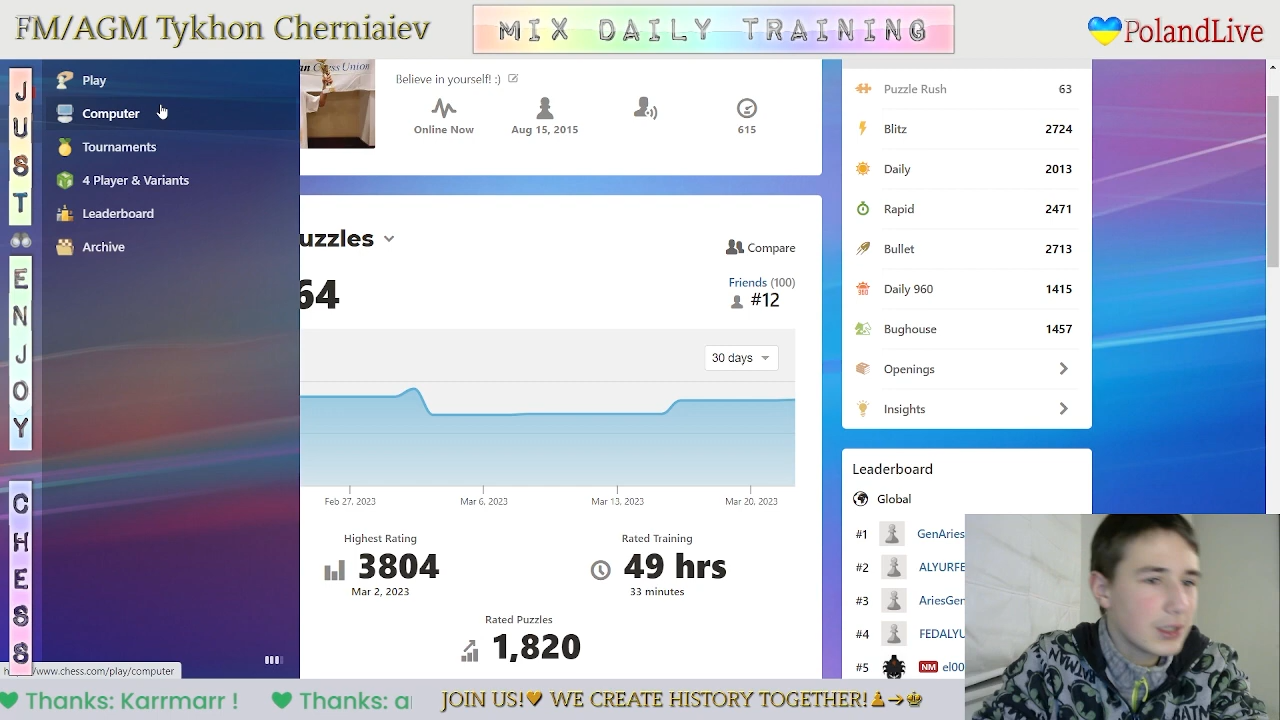 FM/AGM Tykhon Cherniaiev
MIX DAILY TRAINING
PolandLive
JUST
ENJOY
CHESS
Play
Computer
Tournaments
4 Player & Variants
Leaderboard
Archive
an Chess Union
Believe in yourself! :)
Online Now
Aug 15, 2015
615
uzzles
Compare
64
Friends (100)
#12
30 days
Feb 27, 2023
Mar 6, 2023
Mar 13, 2023
Mar 20, 2023
Highest Rating
3804
Mar 2, 2023
Rated Training
49 hrs
33 minutes
Rated Puzzles
1,820
Puzzle Rush 63
Blitz 2724
Daily 2013
Rapid 2471
Bullet 2713
Daily 960 1415
Bughouse 1457
Openings
Insights
Leaderboard
Global
#1 GenAries
#2 ALYURFE
#3 AriesGen
#4 FEDALYU
#5 NM el00
BATMAN
www.chess.com/play/computer
Thanks: Karrmarr !
Thanks: a
JOIN US! WE CREATE HISTORY TOGETHER!